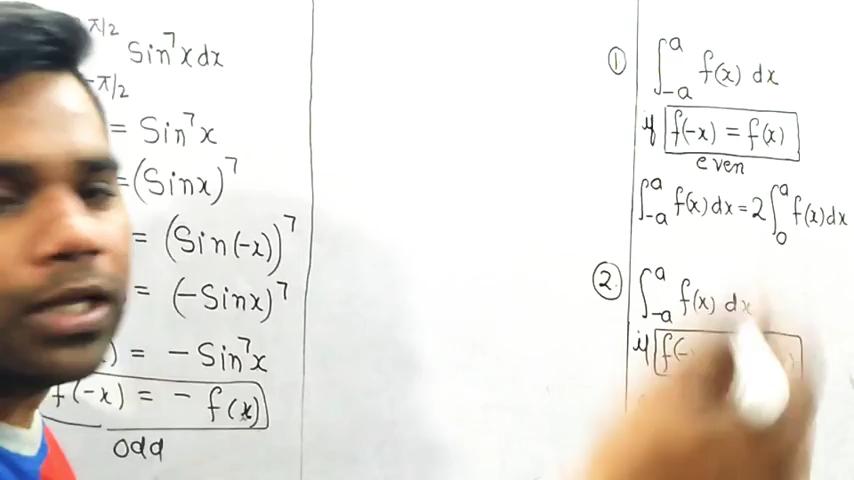 π/2
Sin⁷x dx
-π/2
= Sin⁷x
= (Sinx)⁷
= (Sin(-x))⁷
= (-Sinx)⁷
) = - Sin⁷x
f(-x) = - f(x)
odd
① ∫₋ₐᵃ f(x) dx
if f(-x) = f(x)
even
∫₋ₐᵃ f(x) dx = 2 ∫₀ᵃ f(x) dx
② ∫₋ₐᵃ f(x) dx
if f(-